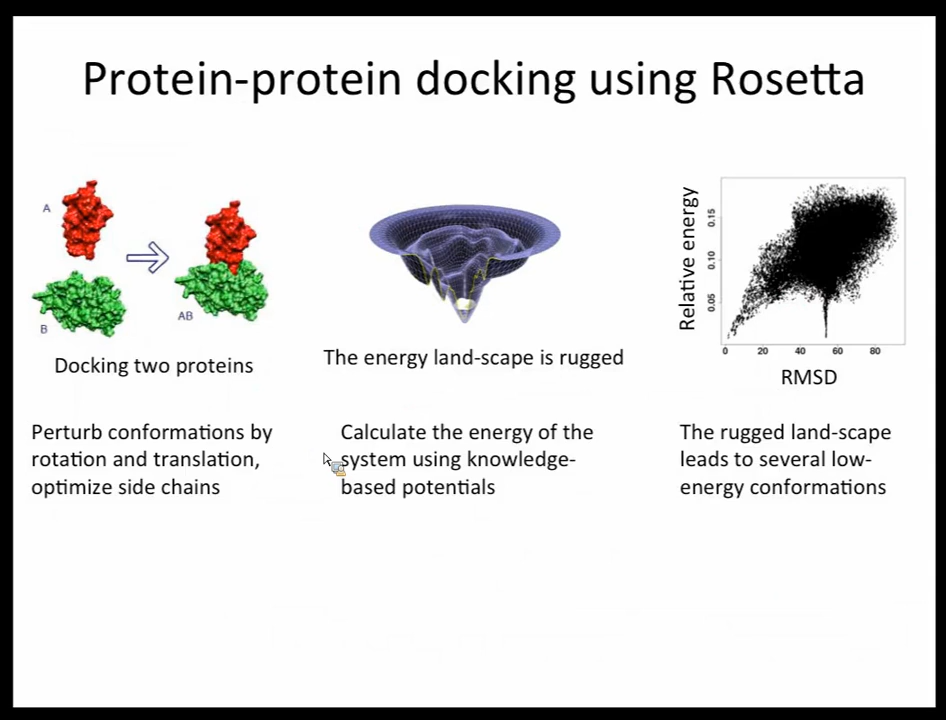 Protein-protein docking using Rosetta
A
B
AB
Docking two proteins
Perturb conformations by
rotation and translation,
optimize side chains
The energy land-scape is rugged
Calculate the energy of the
system using knowledge-
based potentials
Relative energy
0.15
0.10
0.05
0 20 40 60 80
RMSD
The rugged land-scape
leads to several low-
energy conformations